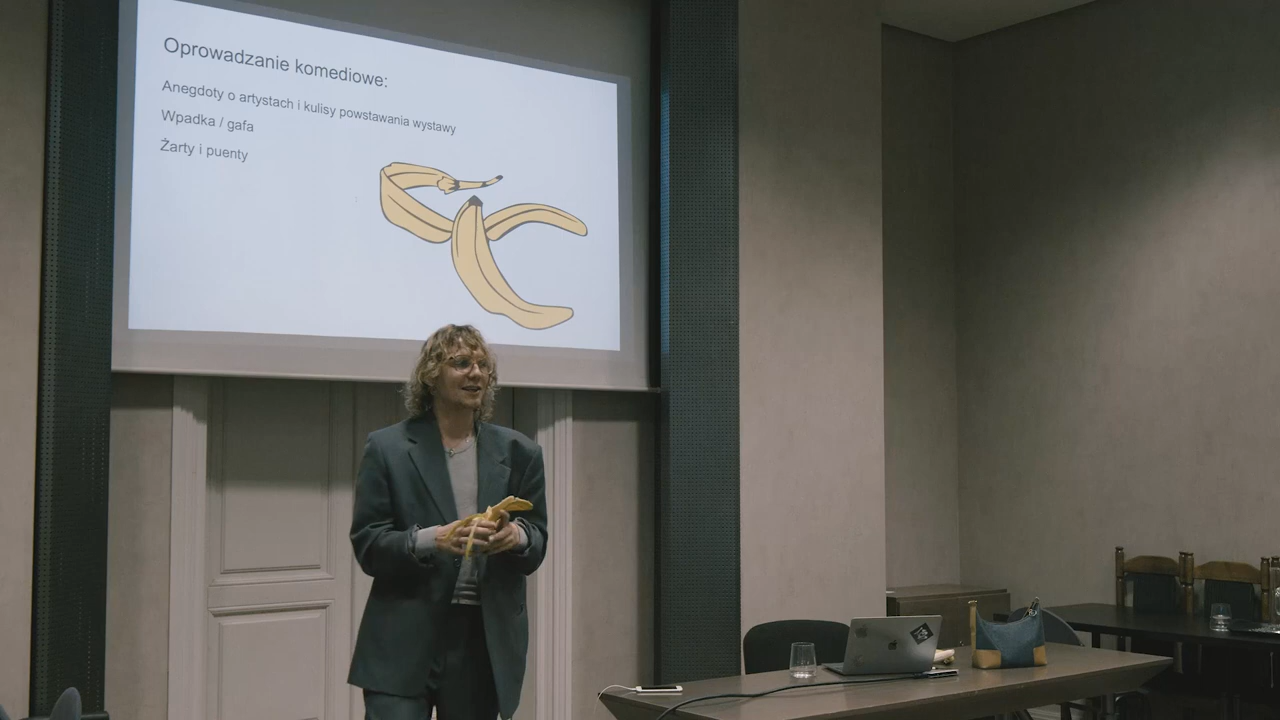 Oprowadzanie komediowe:
Anegdoty o artystach i kulisy powstawania wystawy
Wpadka / gafa
Żarty i puenty